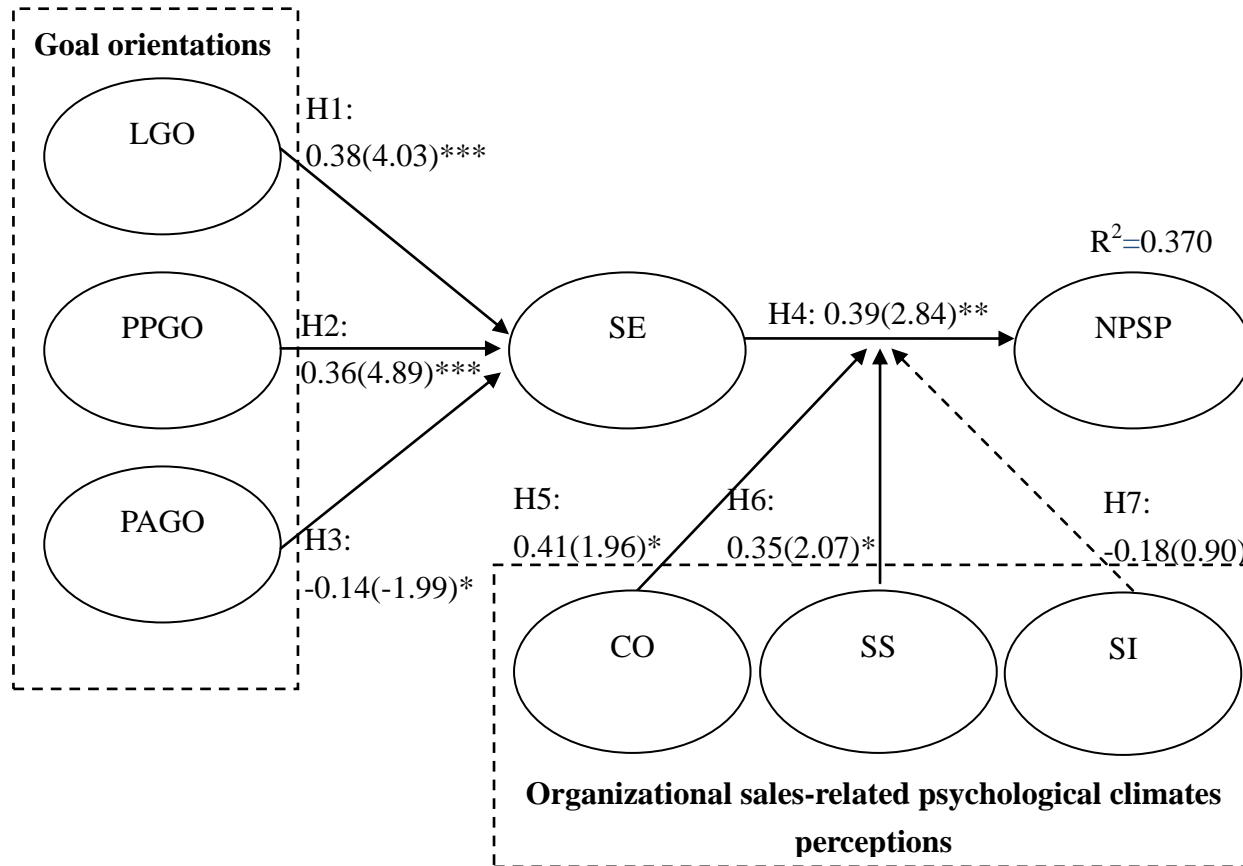 Goal orientations
LGO
H1:
0.38(4.03)***
R²=0.370
PPGO
H2:
0.36(4.89)***
SE
H4: 0.39(2.84)**
NPSP
PAGO
H3:
-0.14(-1.99)*
H5:
0.41(1.96)*
H6:
0.35(2.07)*
H7:
-0.18(0.90)
CO
SS
SI
Organizational sales-related psychological climates
perceptions